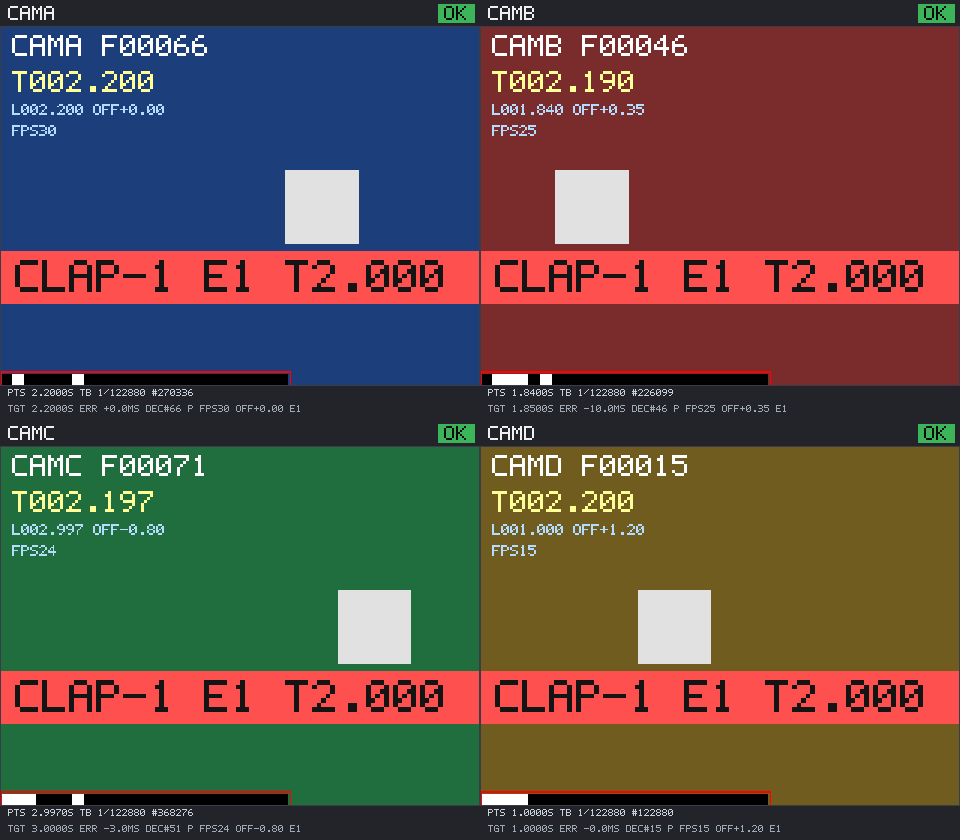 CAMA OK
CAMA F00066
T002.200
L002.200 OFF+0.00
FPS30
CLAP-1 E1 T2.000
PTS 2.2000S TB 1/122880 #270336
TGT 2.2000S ERR +0.0MS DEC#66 P FPS30 OFF+0.00 E1
CAMB OK
CAMB F00046
T002.190
L001.840 OFF+0.35
FPS25
CLAP-1 E1 T2.000
PTS 1.8400S TB 1/122880 #226099
TGT 1.8500S ERR -10.0MS DEC#46 P FPS25 OFF+0.35 E1
CAMC OK
CAMC F00071
T002.197
L002.997 OFF-0.80
FPS24
CLAP-1 E1 T2.000
PTS 2.9970S TB 1/122880 #368276
TGT 3.0000S ERR -3.0MS DEC#51 P FPS24 OFF-0.80 E1
CAMD OK
CAMD F00015
T002.200
L001.000 OFF+1.20
FPS15
CLAP-1 E1 T2.000
PTS 1.0000S TB 1/122880 #122880
TGT 1.0000S ERR -0.0MS DEC#15 P FPS15 OFF+1.20 E1